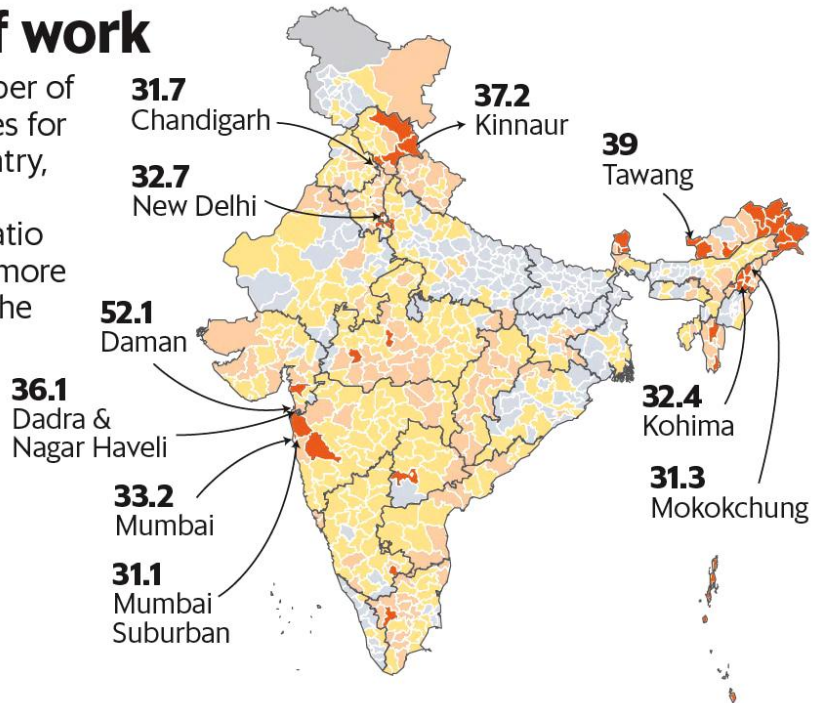 f work
ber of
es for
ntry,
atio
more
he
31.7
Chandigarh
37.2
Kinnaur
32.7
New Delhi
39
Tawang
52.1
Daman
36.1
Dadra &
Nagar Haveli
33.2
Mumbai
31.1
Mumbai
Suburban
32.4
Kohima
31.3
Mokokchung